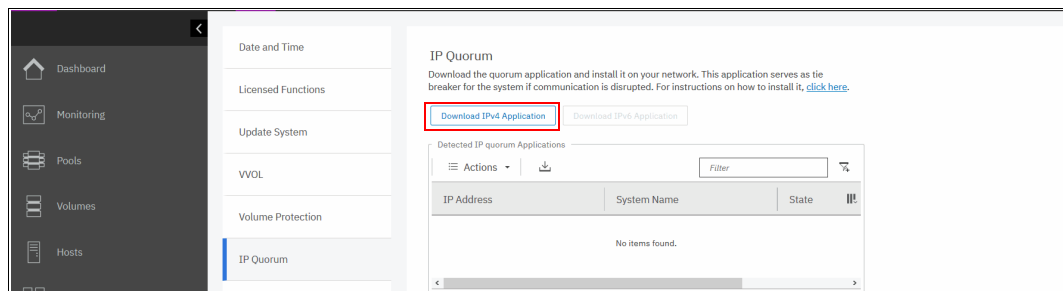 Dashboard
Monitoring
Pools
Volumes
Hosts
Date and Time
Licensed Functions
Update System
VVOL
Volume Protection
IP Quorum
IP Quorum
Download the quorum application and install it on your network. This application serves as tie
breaker for the system if communication is disrupted. For instructions on how to install it, click here.
Download IPv4 Application
Download IPv6 Application
Detected IP quorum Applications
Actions
Filter
IP Address
System Name
State
No items found.